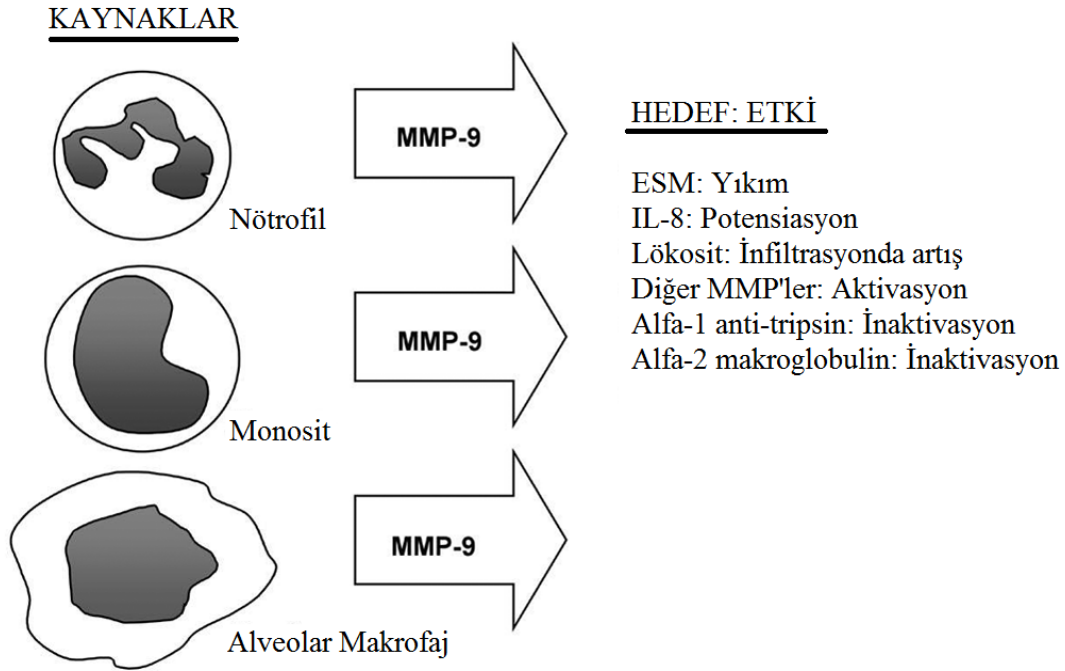 KAYNAKLAR
MMP-9
Nötrofil
MMP-9
Monosit
MMP-9
Alveolar Makrofaj
HEDEF: ETKİ
ESM: Yıkım
IL-8: Potensiasyon
Lökosit: İnfiltrasyonda artış
Diğer MMP'ler: Aktivasyon
Alfa-1 anti-tripsin: İnaktivasyon
Alfa-2 makroglobulin: İnaktivasyon